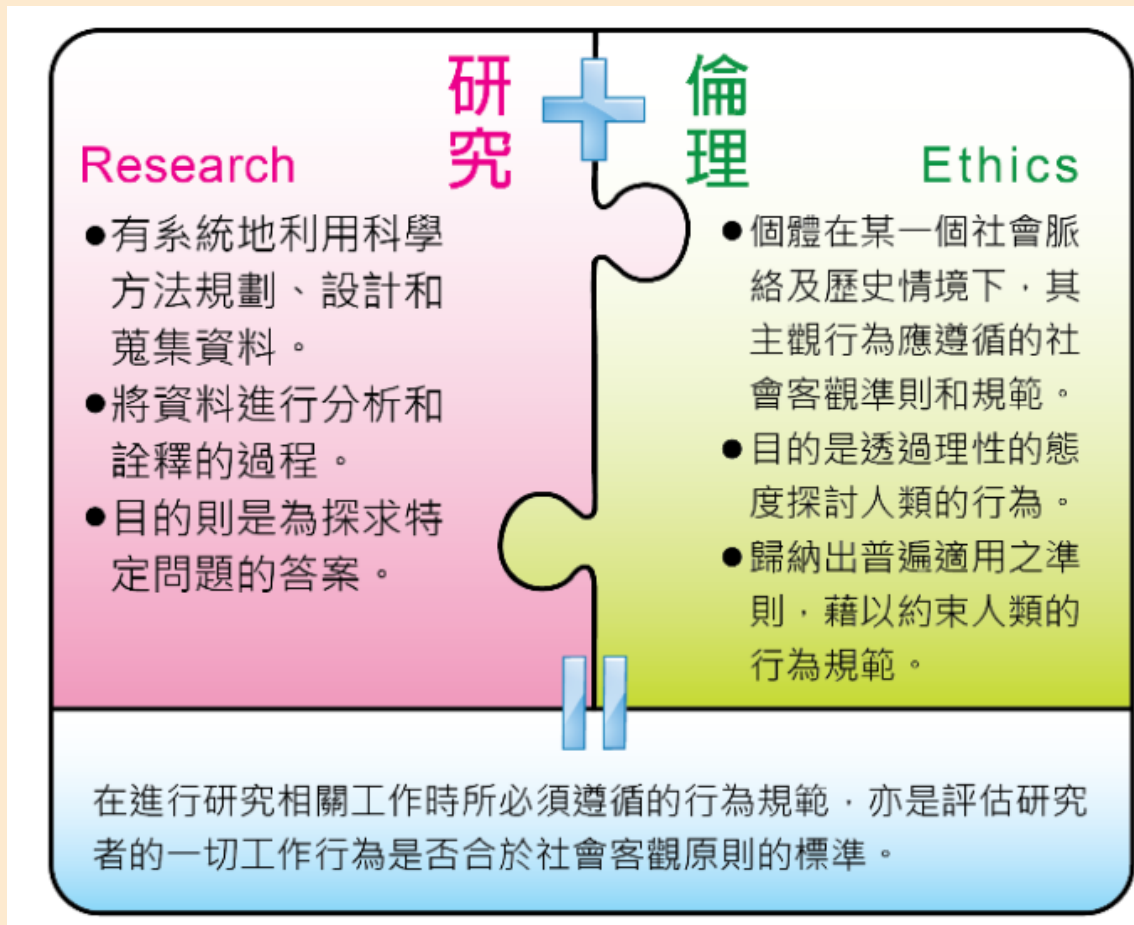 研究
Research
●有系統地利用科學
方法規劃、設計和
蒐集資料。
●將資料進行分析和
詮釋的過程。
●目的則是為探求特
定問題的答案。
倫理
Ethics
●個體在某一個社會脈
絡及歷史情境下，其
主觀行為應遵循的社
會客觀準則和規範。
●目的是透過理性的態
度探討人類的行為。
●歸納出普遍適用之準
則，藉以約束人類的
行為規範。
在進行研究相關工作時所必須遵循的行為規範，亦是評估研究
者的一切工作行為是否合於社會客觀原則的標準。